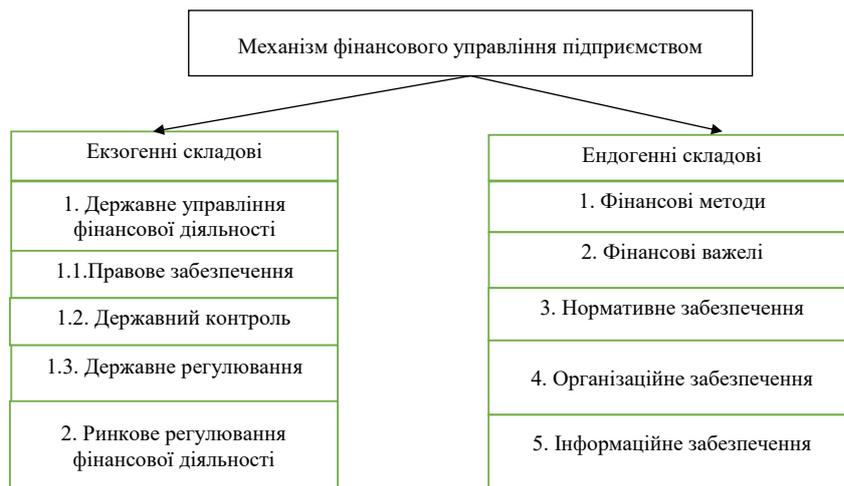 Механізм фінансового управління підприємством
Екзогенні складові
1. Державне управління
фінансової діяльності
1.1.Правове забезпечення
1.2. Державний контроль
1.3. Державне регулювання
2. Ринкове регулювання
фінансової діяльності
Ендогенні складові
1. Фінансові методи
2. Фінансові важелі
3. Нормативне забезпечення
4. Організаційне забезпечення
5. Інформаційне забезпечення